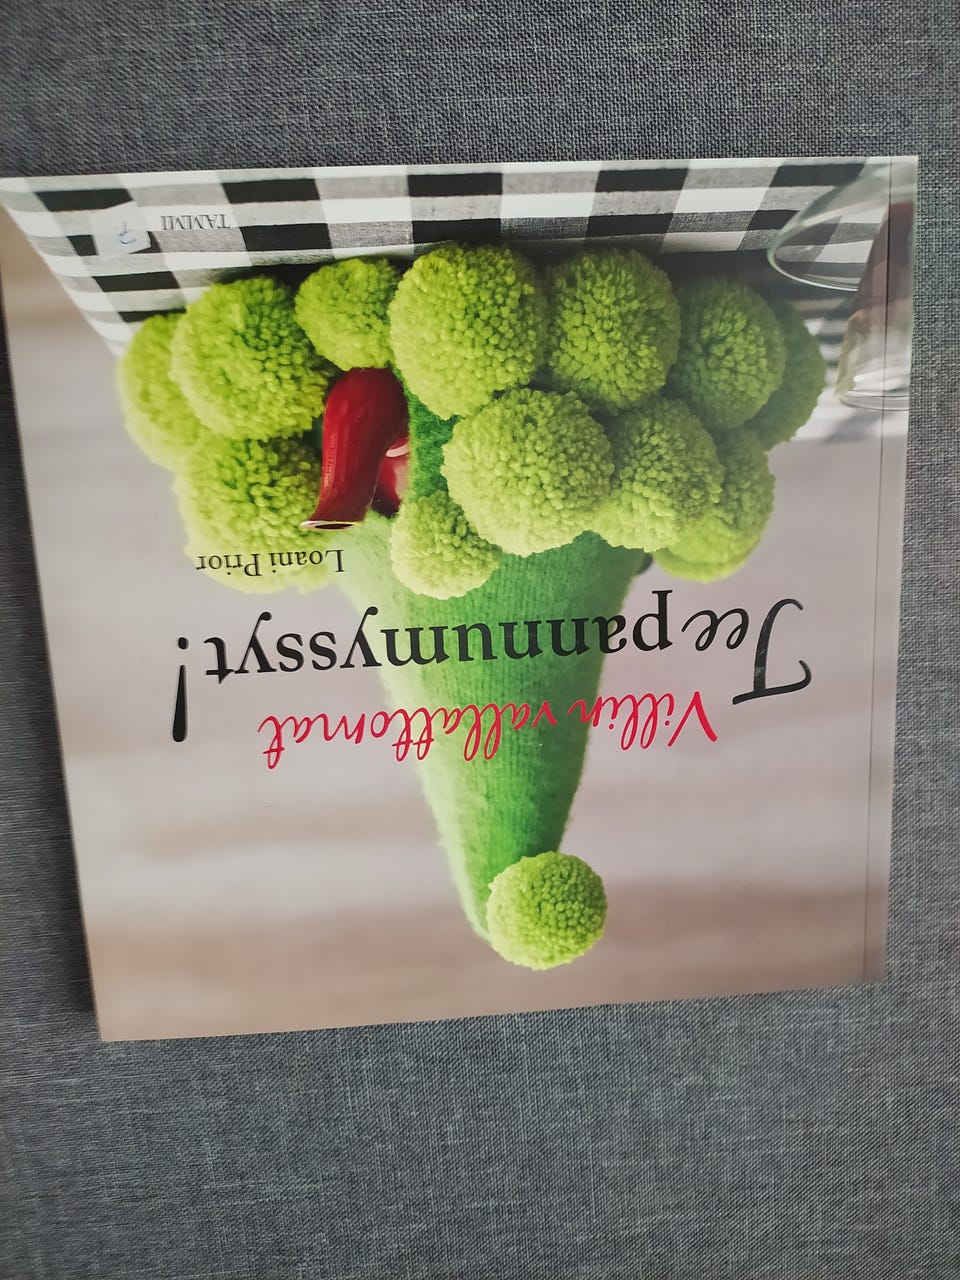 Villin vallattomat
Teepannumyssyt!
Loani Prior
TAMMI